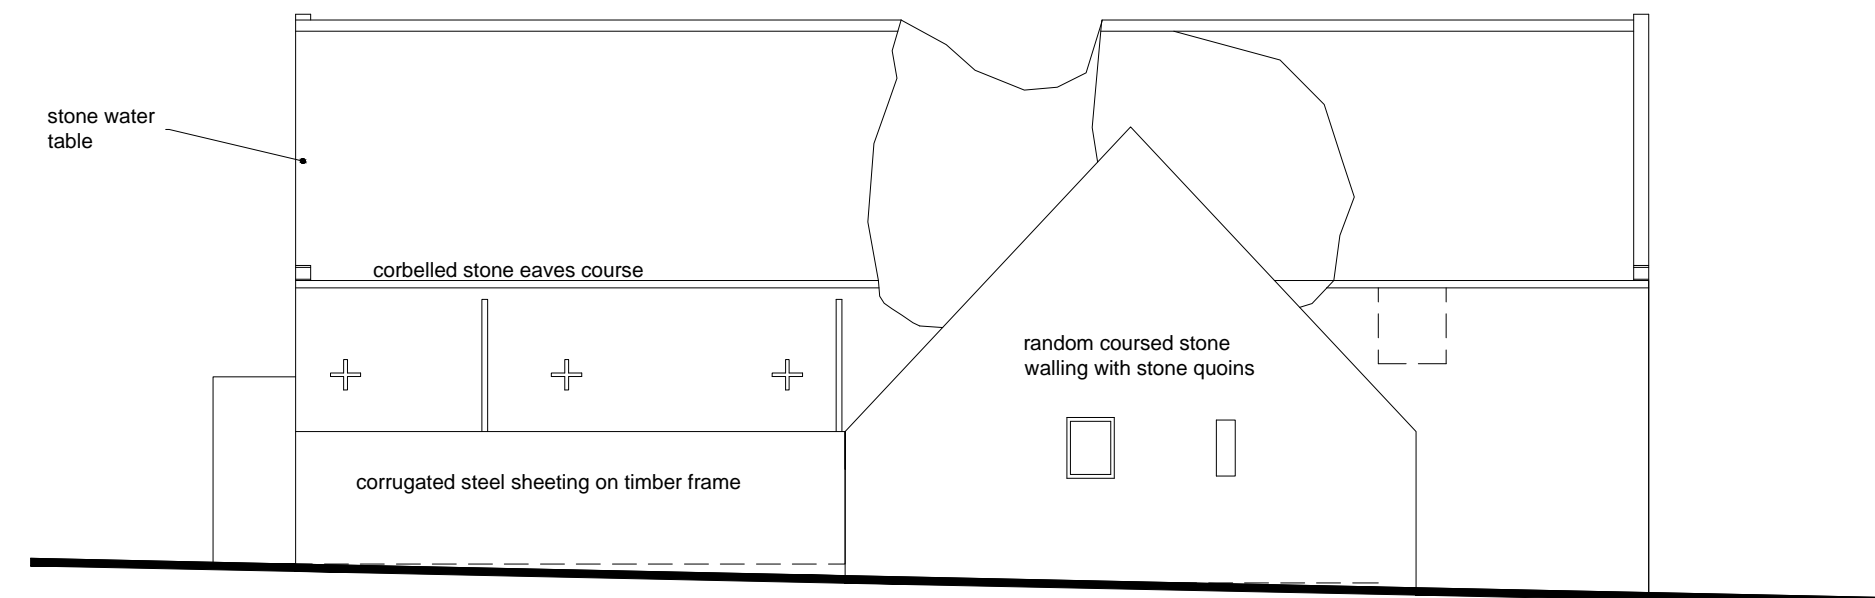 stone water
table
corbelled stone eaves course
random coursed stone
walling with stone quoins
corrugated steel sheeting on timber frame